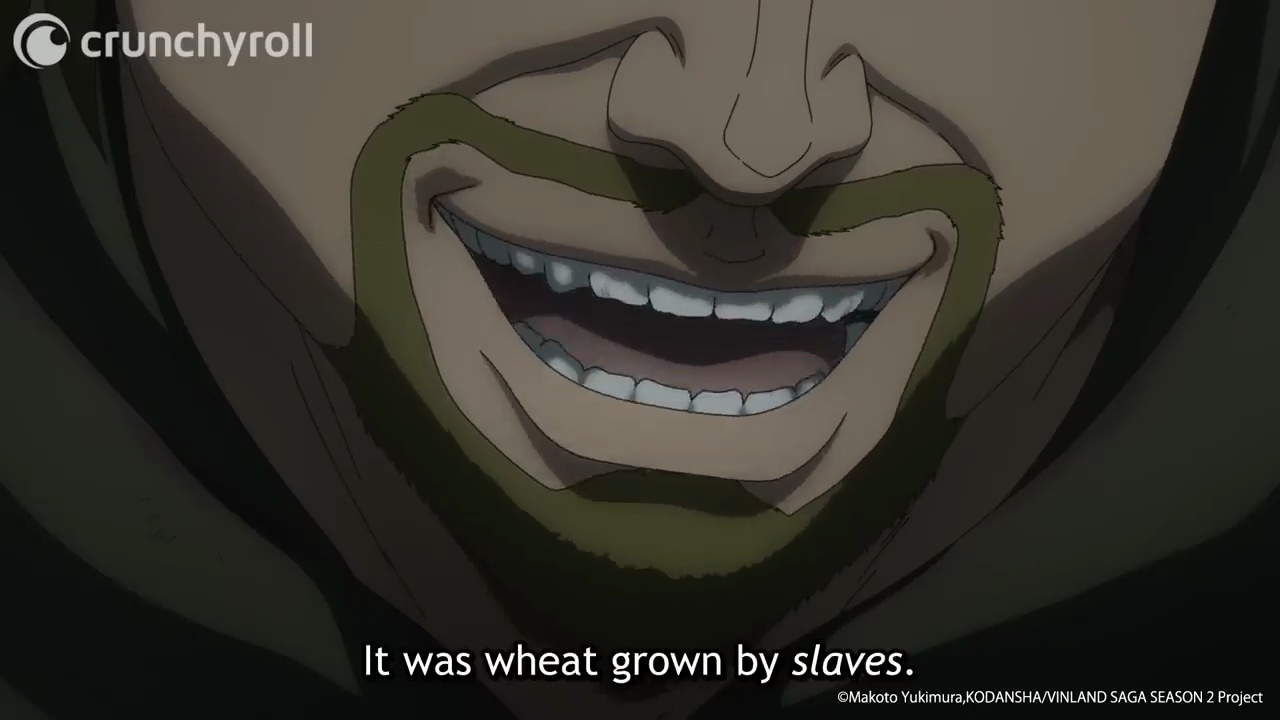 crunchyroll
It was wheat grown by slaves.
©Makoto Yukimura,KODANSHA/VINLAND SAGA SEASON 2 Project